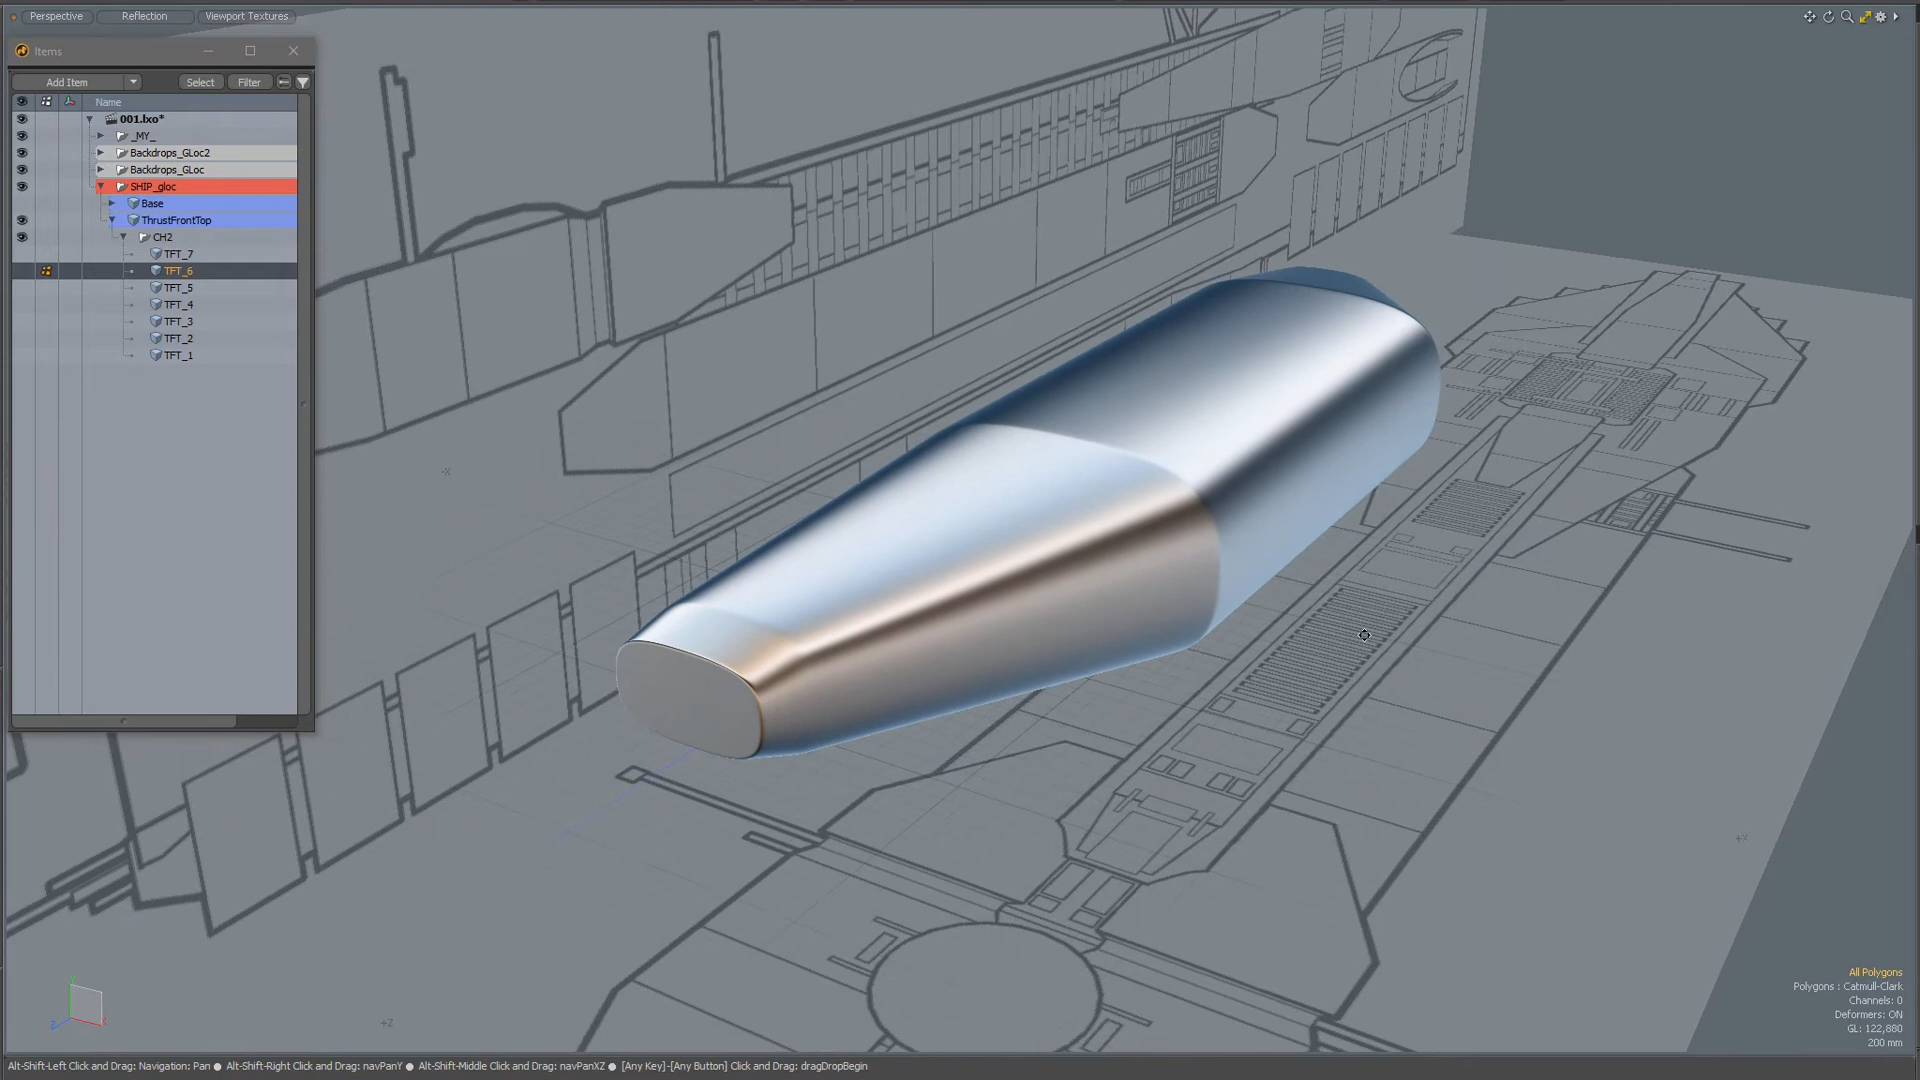 Perspective Reflection Viewport Textures
Items
Add Item Select Filter
Name
001.lxo*
_MY_
Backdrops_GLoc2
Backdrops_GLoc
SHIP_gloc
Base
ThrustFrontTop
CH2
TFT_7
TFT_6
TFT_5
TFT_4
TFT_3
TFT_2
TFT_1
-X
+X
+Z
Y
Z X
All Polygons
Polygons : Catmull-Clark
Channels: 0
Deformers: ON
GL: 122,880
200 mm
Alt-Shift-Left Click and Drag: Navigation: Pan ● Alt-Shift-Right Click and Drag: navPanY ● Alt-Shift-Middle Click and Drag: navPanXZ ● [Any Key]-[Any Button] Click and Drag: dragDropBegin